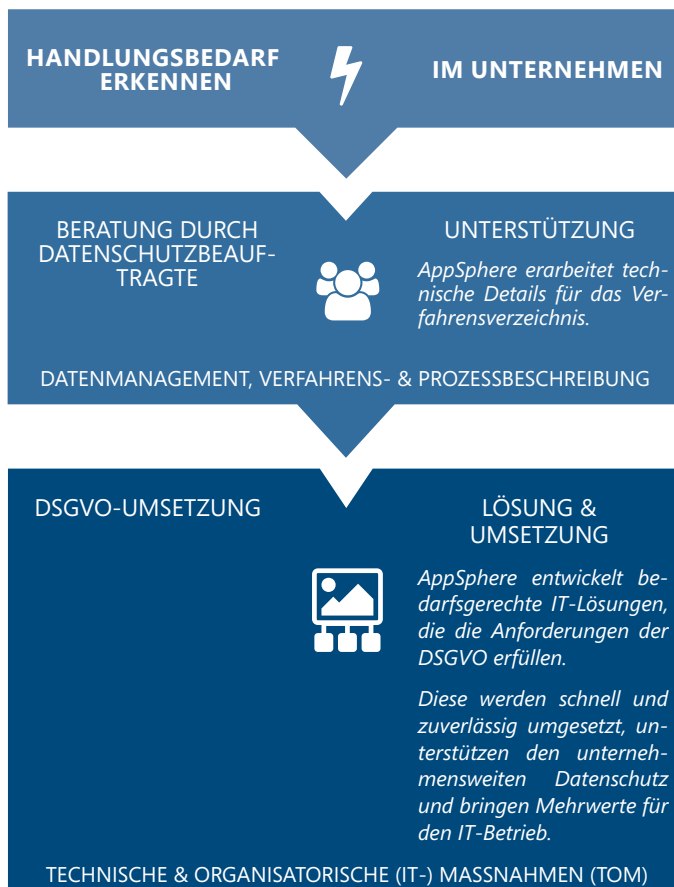 HANDLUNGSBEDARF
ERKENNEN
IM UNTERNEHMEN
BERATUNG DURCH
DATENSCHUTZBEAUF-
TRAGTE
UNTERSTÜTZUNG
AppSphere erarbeitet tech-
nische Details für das Ver-
fahrensverzeichnis.
DATENMANAGEMENT, VERFAHRENS- & PROZESSBESCHREIBUNG
DSGVO-UMSETZUNG
LÖSUNG &
UMSETZUNG
AppSphere entwickelt be-
darfsgerechte IT-Lösungen,
die die Anforderungen der
DSGVO erfüllen.
Diese werden schnell und
zuverlässig umgesetzt, un-
terstützen den unterneh-
mensweiten Datenschutz
und bringen Mehrwerte für
den IT-Betrieb.
TECHNISCHE & ORGANISATORISCHE (IT-) MASSNAHMEN (TOM)